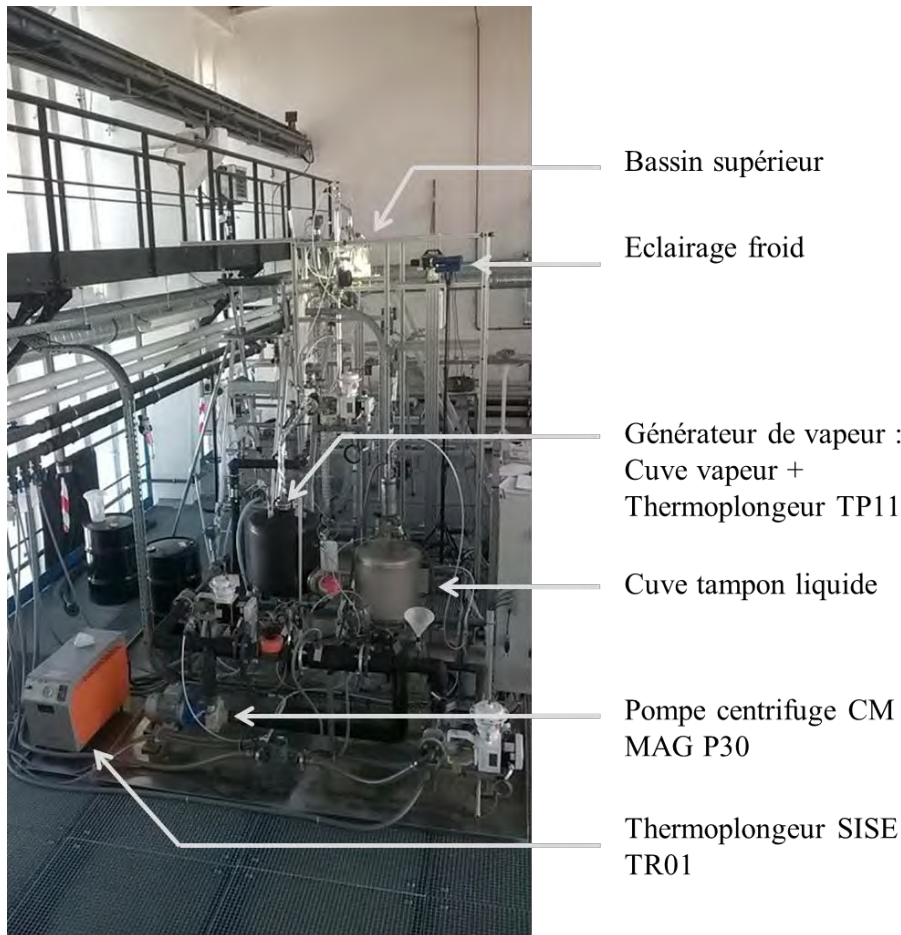 Bassin supérieur
Eclairage froid
Générateur de vapeur :
Cuve vapeur +
Thermoplongeur TP11
Cuve tampon liquide
Pompe centrifuge CM
MAG P30
Thermoplongeur SISE
TR01